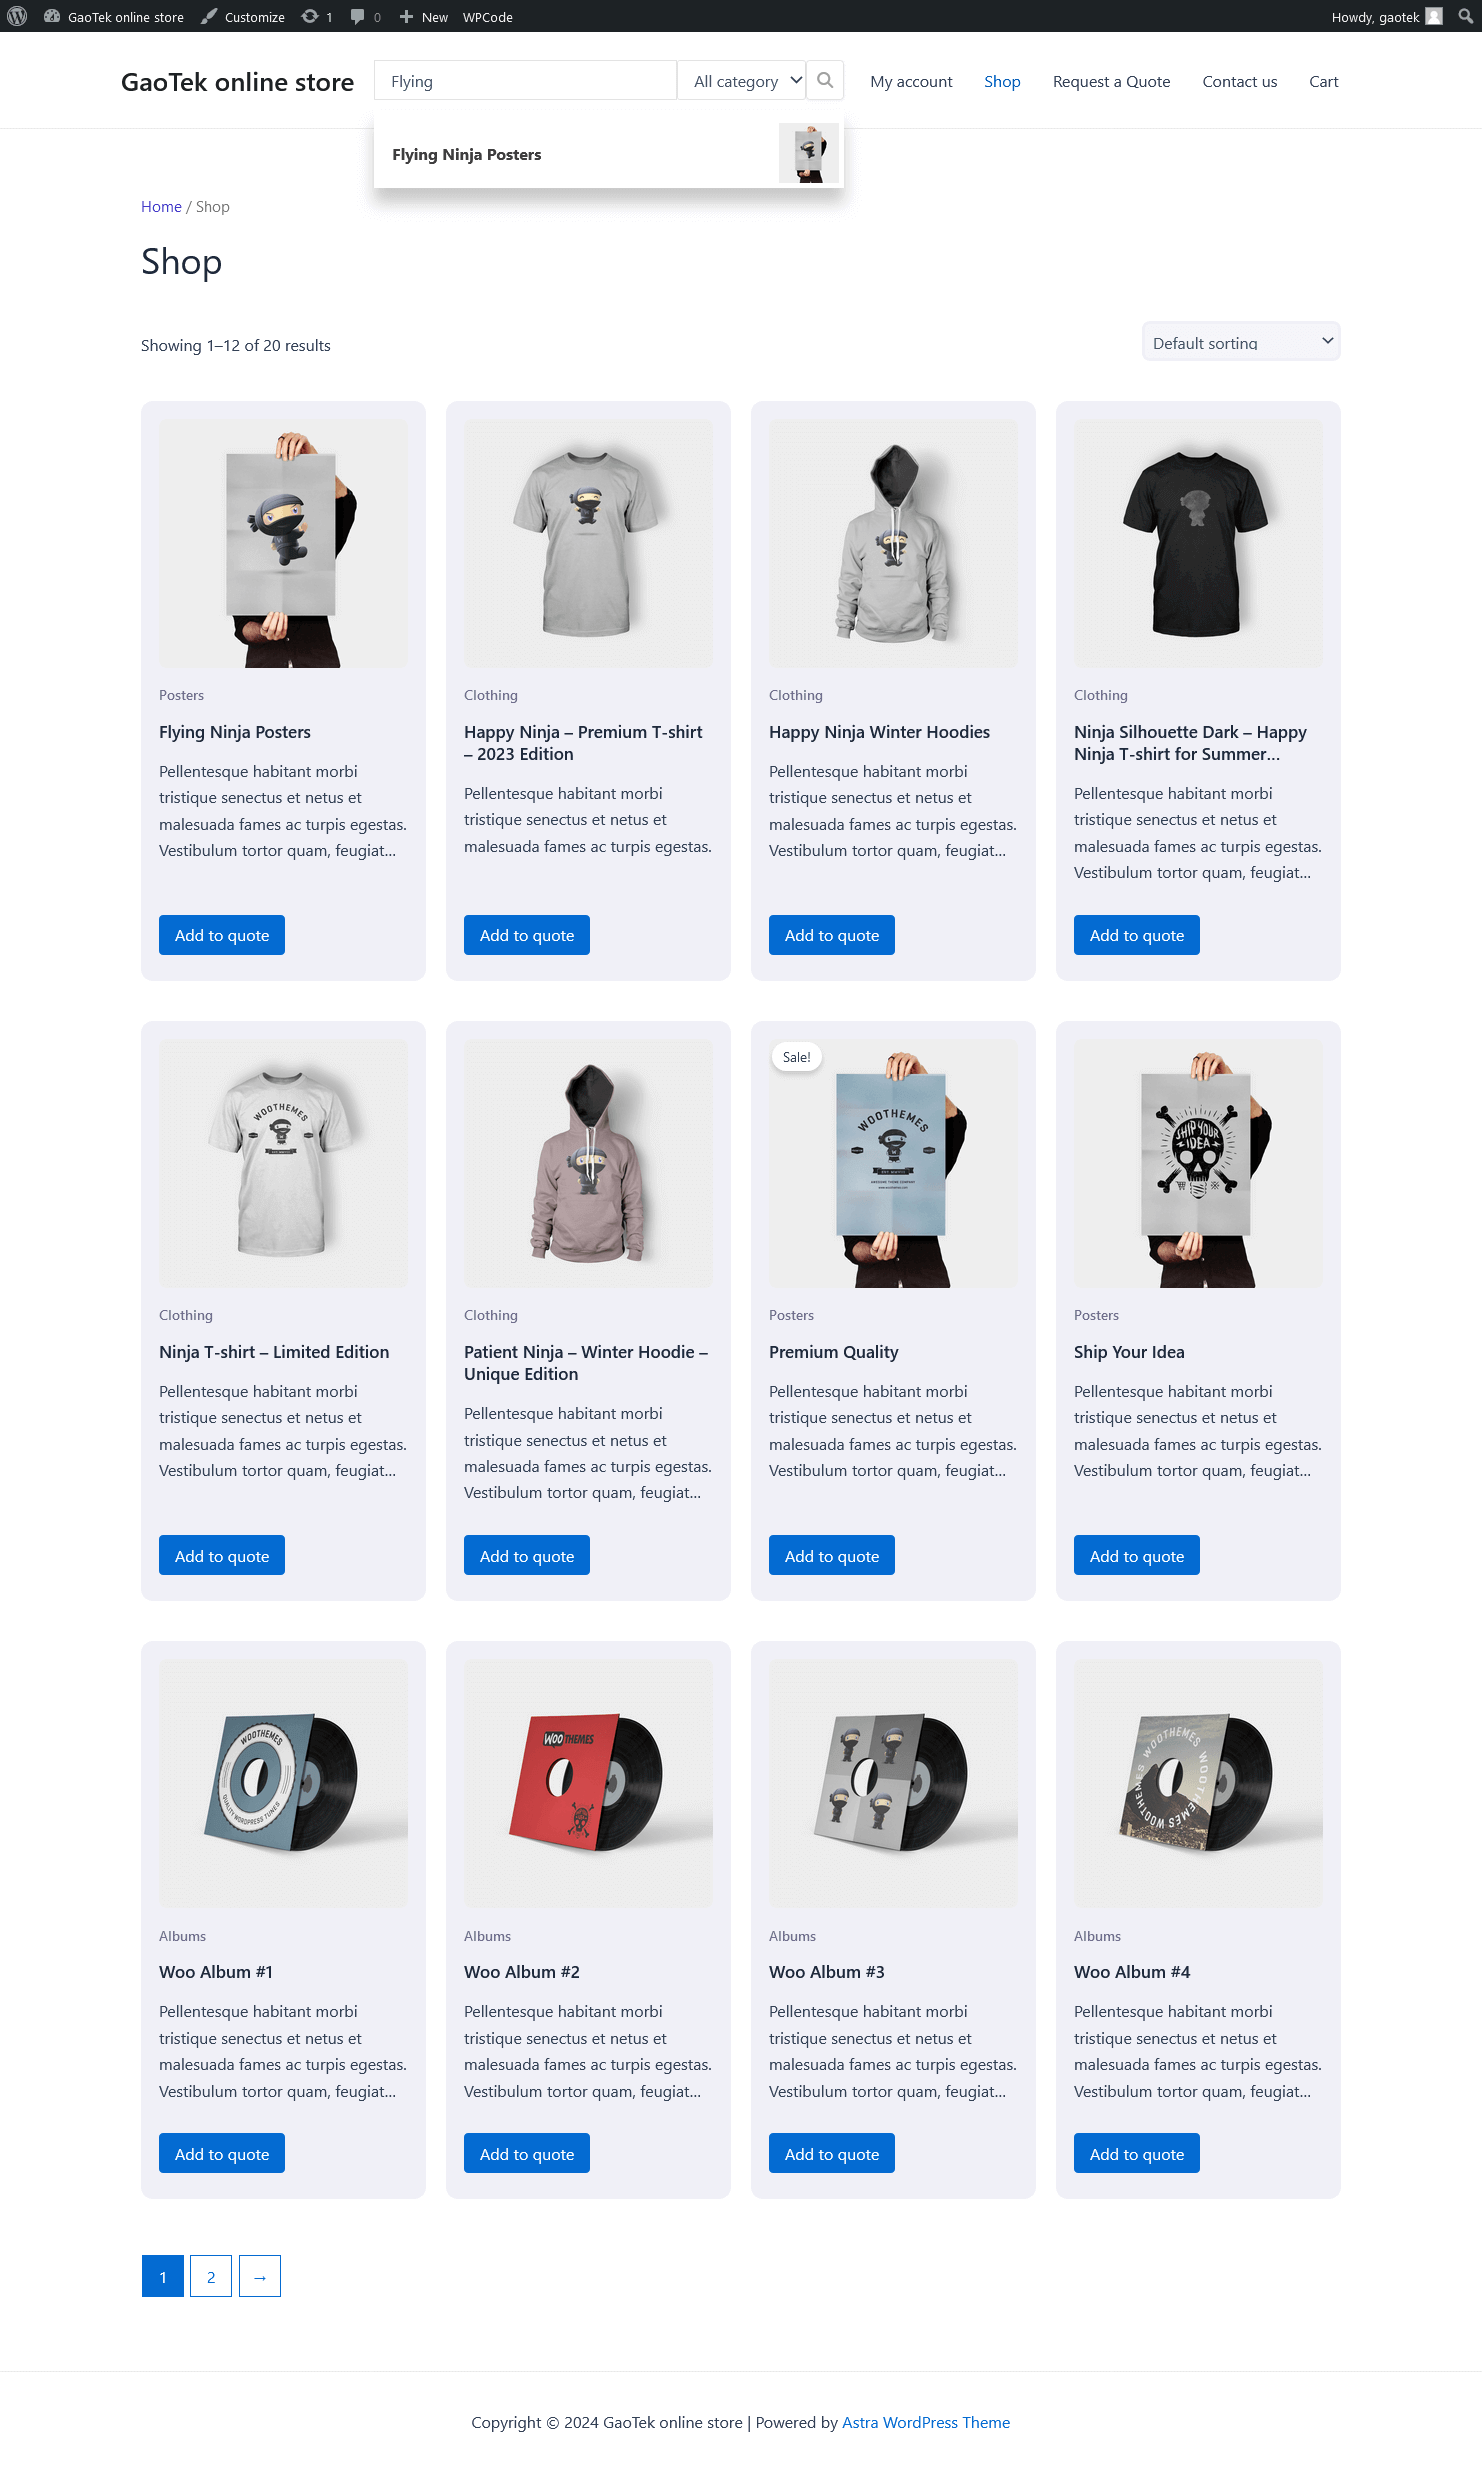 GaoTek online store Customize 1 0 New WPCode Howdy, gaotek
GaoTek online store Flying All category My account Shop Request a Quote Contact us Cart
Flying Ninja Posters
Home / Shop
Shop
Showing 1–12 of 20 results Default sorting
Posters
Flying Ninja Posters
Pellentesque habitant morbi
tristique senectus et netus et
malesuada fames ac turpis egestas.
Vestibulum tortor quam, feugiat...
Add to quote
Clothing
Happy Ninja – Premium T-shirt
– 2023 Edition
Pellentesque habitant morbi
tristique senectus et netus et
malesuada fames ac turpis egestas.
Add to quote
Clothing
Happy Ninja Winter Hoodies
Pellentesque habitant morbi
tristique senectus et netus et
malesuada fames ac turpis egestas.
Vestibulum tortor quam, feugiat...
Add to quote
Clothing
Ninja Silhouette Dark – Happy
Ninja T-shirt for Summer...
Pellentesque habitant morbi
tristique senectus et netus et
malesuada fames ac turpis egestas.
Vestibulum tortor quam, feugiat...
Add to quote
WOOTHEMES
Clothing
Ninja T-shirt – Limited Edition
Pellentesque habitant morbi
tristique senectus et netus et
malesuada fames ac turpis egestas.
Vestibulum tortor quam, feugiat...
Add to quote
Clothing
Patient Ninja – Winter Hoodie –
Unique Edition
Pellentesque habitant morbi
tristique senectus et netus et
malesuada fames ac turpis egestas.
Vestibulum tortor quam, feugiat...
Add to quote
Sale!
WOOTHEMES
Posters
Premium Quality
Pellentesque habitant morbi
tristique senectus et netus et
malesuada fames ac turpis egestas.
Vestibulum tortor quam, feugiat...
Add to quote
SHIP YOUR
IDEA
Posters
Ship Your Idea
Pellentesque habitant morbi
tristique senectus et netus et
malesuada fames ac turpis egestas.
Vestibulum tortor quam, feugiat...
Add to quote
WOOTHEMES
QUALITY WORDPRESS TUNES
Albums
Woo Album #1
Pellentesque habitant morbi
tristique senectus et netus et
malesuada fames ac turpis egestas.
Vestibulum tortor quam, feugiat...
Add to quote
WOOTHEMES
Albums
Woo Album #2
Pellentesque habitant morbi
tristique senectus et netus et
malesuada fames ac turpis egestas.
Vestibulum tortor quam, feugiat...
Add to quote
Albums
Woo Album #3
Pellentesque habitant morbi
tristique senectus et netus et
malesuada fames ac turpis egestas.
Vestibulum tortor quam, feugiat...
Add to quote
WOOTHEMES WOOTHEMES WOOTHEMES
Albums
Woo Album #4
Pellentesque habitant morbi
tristique senectus et netus et
malesuada fames ac turpis egestas.
Vestibulum tortor quam, feugiat...
Add to quote
1 2 →
Copyright © 2024 GaoTek online store | Powered by Astra WordPress Theme